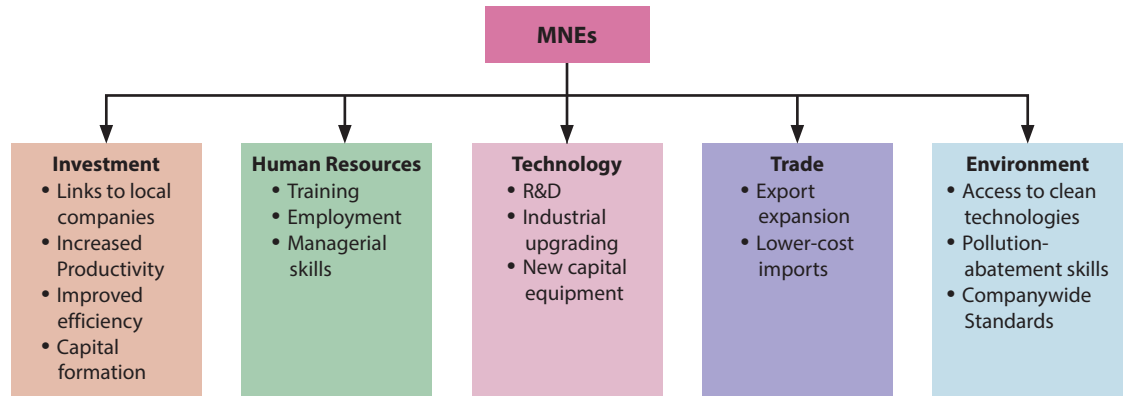 MNEs
Investment
• Links to local
companies
• Increased
Productivity
• Improved
efficiency
• Capital
formation
Human Resources
• Training
• Employment
• Managerial
skills
Technology
• R&D
• Industrial
upgrading
• New capital
equipment
Trade
• Export
expansion
• Lower-cost
imports
Environment
• Access to clean
technologies
• Pollution-
abatement skills
• Companywide
Standards